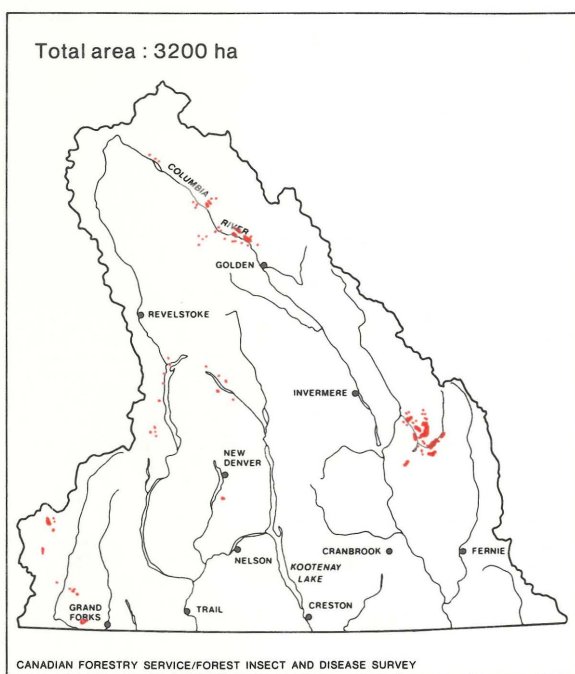 Total area : 3200 ha
COLUMBIA
RIVER
GOLDEN
REVELSTOKE
INVERMERE
NEW
DENVER
NELSON
CRANBROOK
FERNIE
KOOTENAY
LAKE
GRAND
FORKS
TRAIL
CRESTON
CANADIAN FORESTRY SERVICE/FOREST INSECT AND DISEASE SURVEY